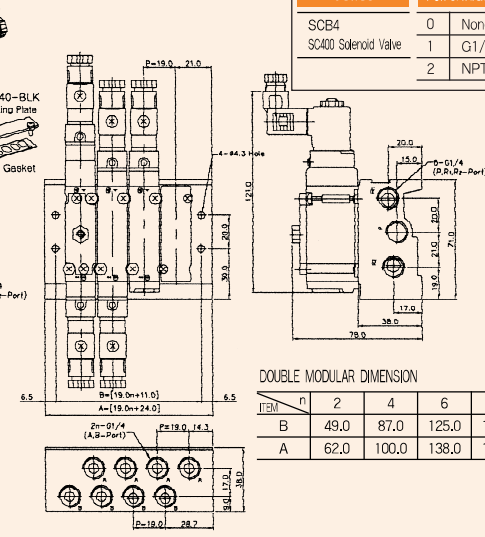 SCB4
SC400 Solenoid Valve
0 Non
1 G1/
2 NPT
P=19.0 21.0
40-BLK
ing Plate
Gasket
4-ø4.3 Hole
20.0
39.0
6.5 B=[19.0n+11.0] 6.5
A=[19.0n+24.0]
121.0
20.0
15.0
6-G1/4
(P,R1,R2-Port)
20.0
21.0
19.0
71.0
17.0
38.0
78.0
-Port)
2n-G1/4
(A,B-Port)
P=19.0 14.3
A A A A
B B B B
17.0
9.0
38.0
P=19.0 28.7
DOUBLE MODULAR DIMENSION
ITEM n 2 4 6
B 49.0 87.0 125.0 1
A 62.0 100.0 138.0 1